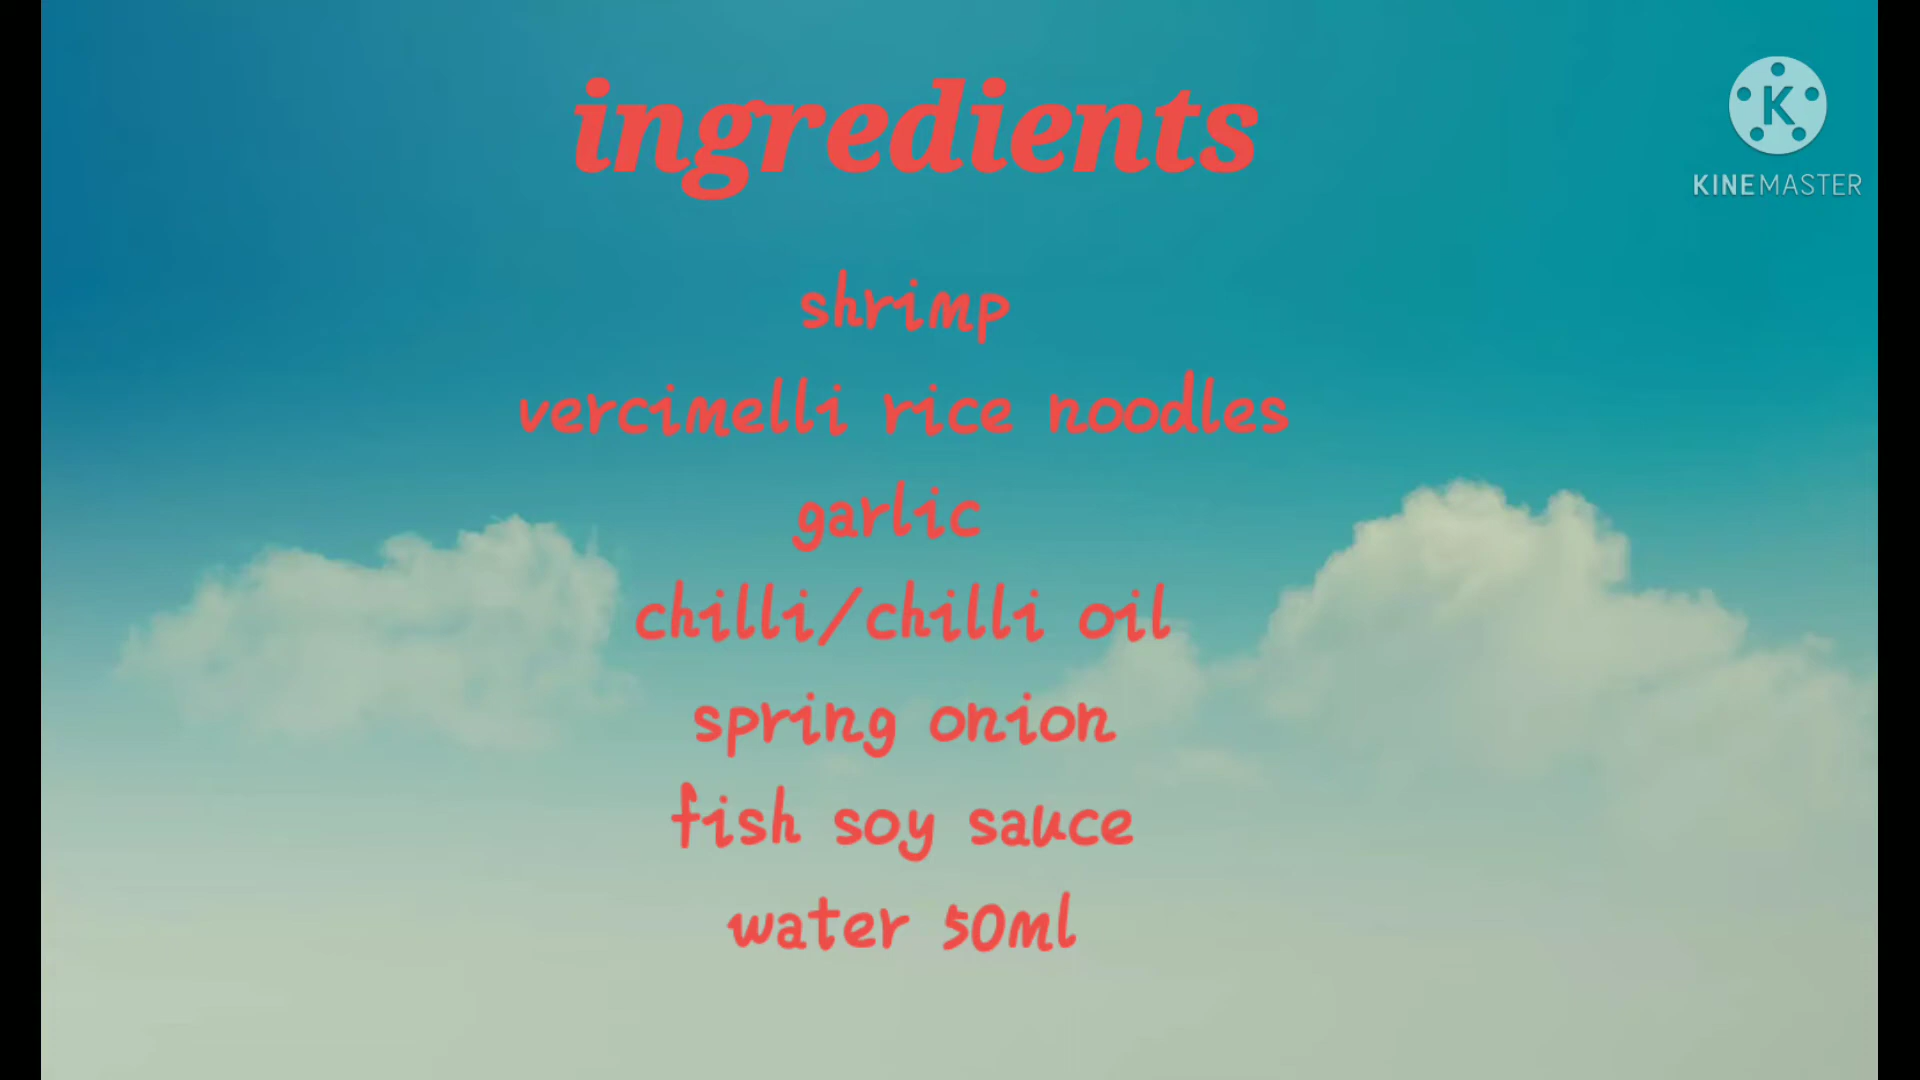 ingredients
K
KINEMASTER
shrimp
vercimelli rice noodles
garlic
chilli/chilli oil
spring onion
fish soy sauce
water 50ml